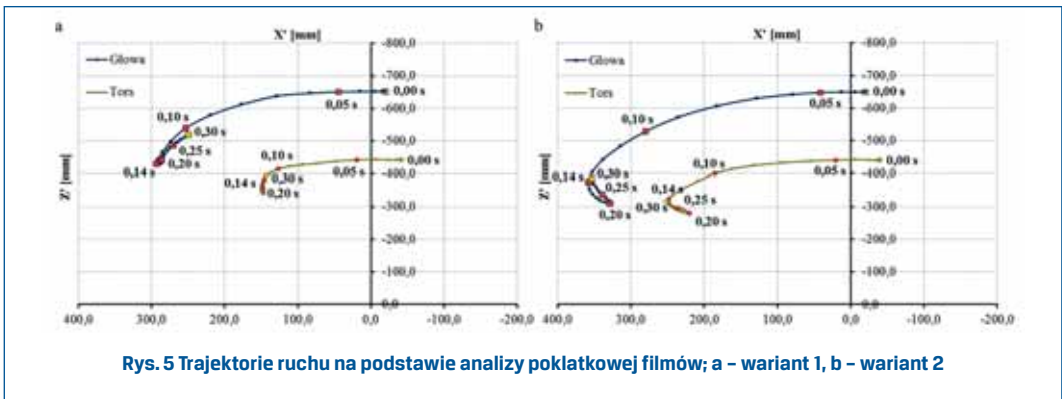 a
X' [mm]
-800,0
Głowa
Tors
-700,0
0,00 s
0,05 s
-600,0
0,10 s
0,30 s
-500,0
0,25 s
0,14 s
0,20 s
0,10 s
0,05 s
0,00 s
-400,0
0,14 s
0,30 s
0,20 s
-300,0
-200,0
-100,0
0,0
Z' [mm]
400,0 300,0 200,0 100,0 0,0 -100,0 -200,0
b
X' [mm]
-800,0
Głowa
Tors
-700,0
0,00 s
0,05 s
-600,0
0,10 s
-500,0
0,10 s
0,05 s
0,00 s
-400,0
0,14 s
0,30 s
0,25 s
0,20 s
0,14 s
0,25 s
0,30 s
0,20 s
-300,0
-200,0
-100,0
0,0
Z' [mm]
400,0 300,0 200,0 100,0 0,0 -100,0 -200,0
Rys. 5 Trajektorie ruchu na podstawie analizy poklatkowej filmów; a – wariant 1, b – wariant 2